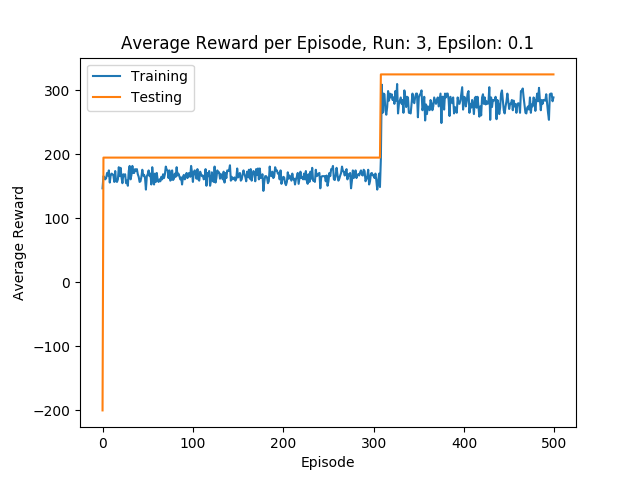 Average Reward per Episode, Run: 3, Epsilon: 0.1
Training
Testing
300
200
100
0
−100
−200
Average Reward
0 100 200 300 400 500
Episode